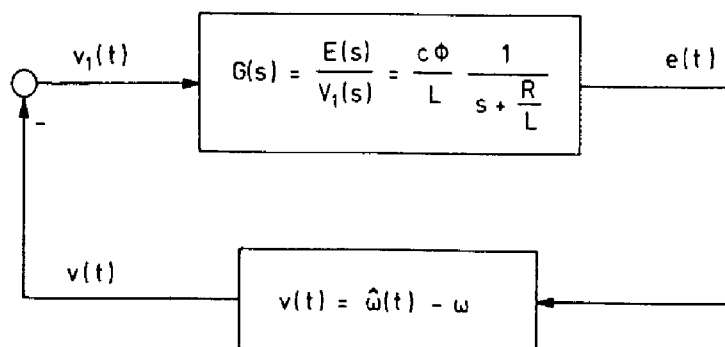 v₁(t)
G(s) = E(s)/V₁(s) = cΦ/L 1/(s + R/L)
e(t)
-
v(t)
v(t) = ω̂(t) - ω